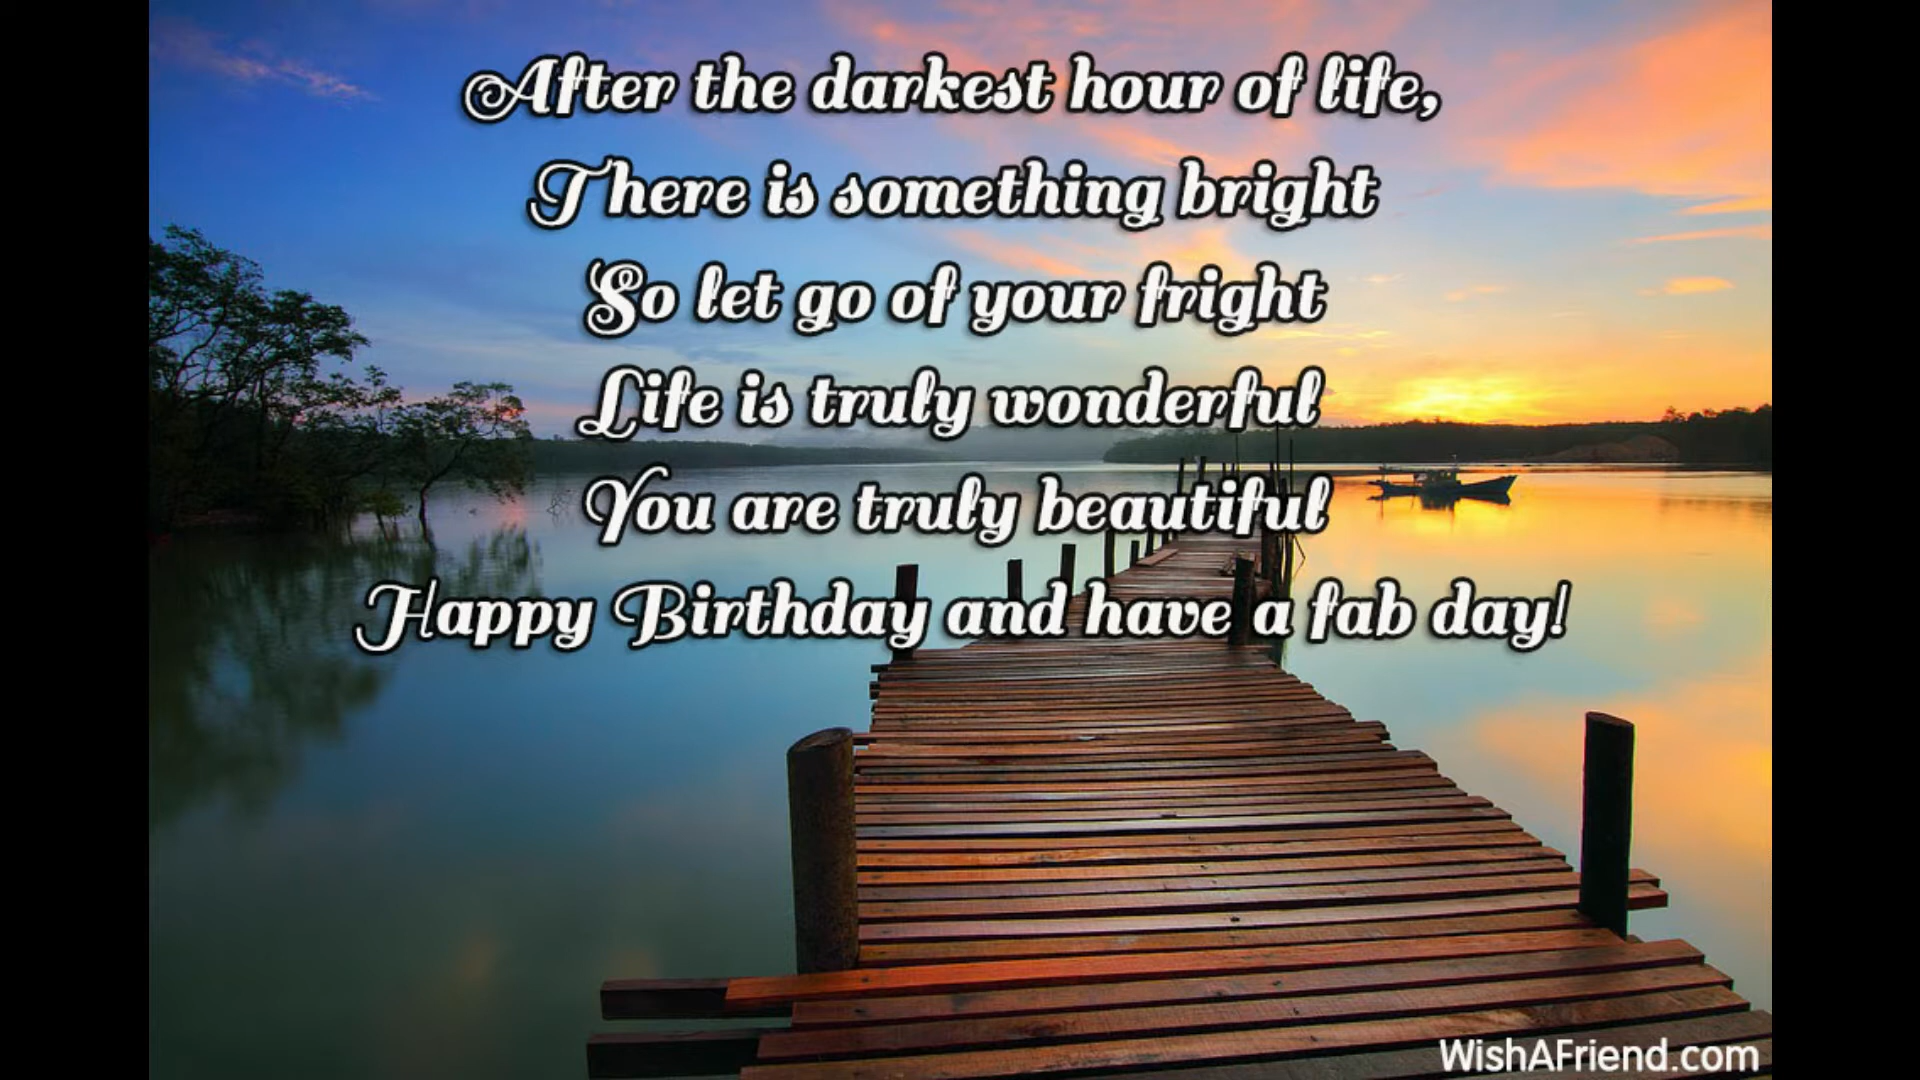 After the darkest hour of life,
There is something bright
So let go of your fright
Life is truly wonderful
You are truly beautiful
Happy Birthday and have a fab day!
WishAFriend.com